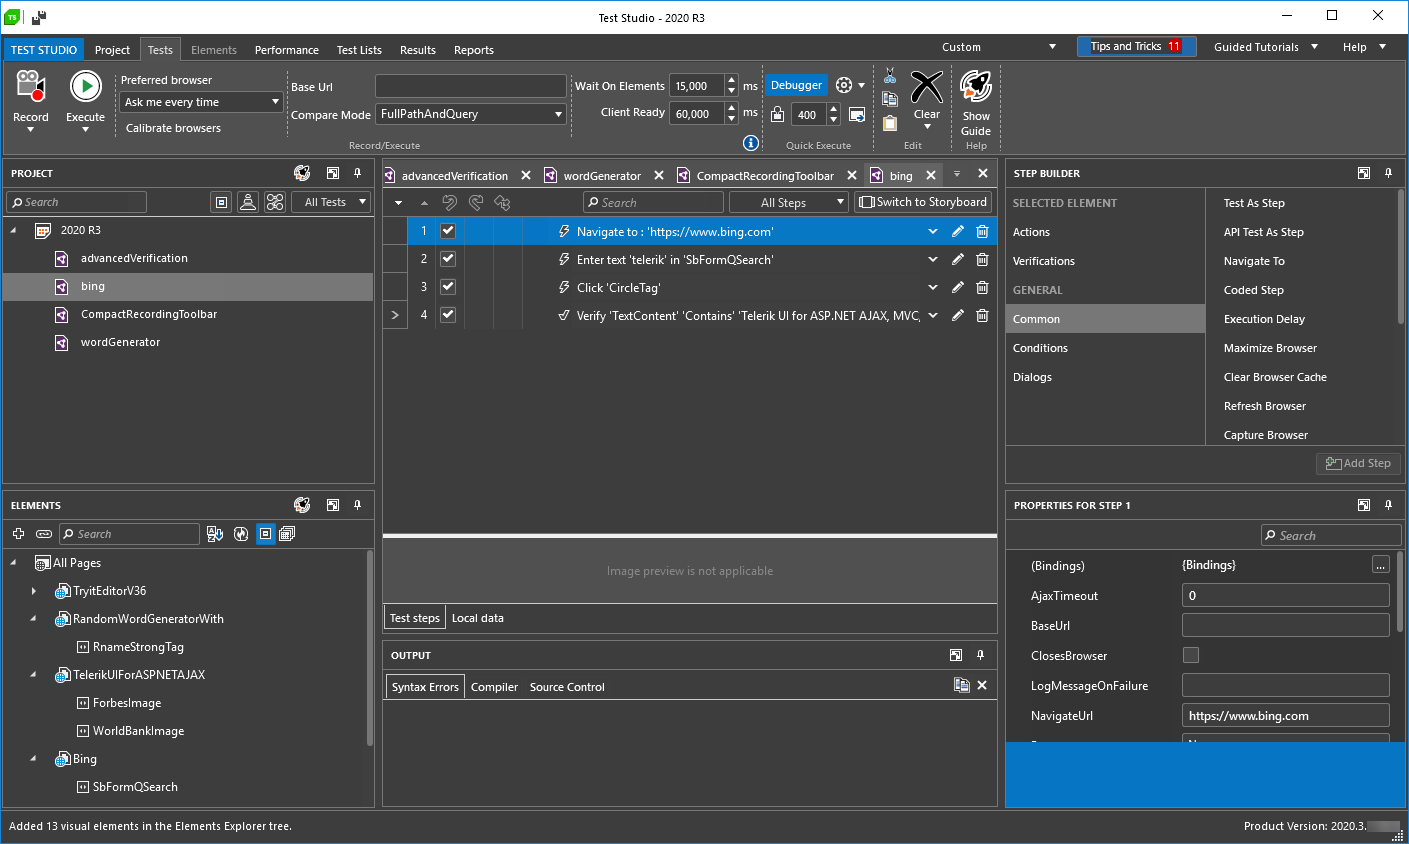 TS
Test Studio - 2020 R3
TEST STUDIO Project Tests Elements Performance Test Lists Results Reports Custom Tips and Tricks 11 Guided Tutorials Help
Record
Execute
Preferred browser
Ask me every time
Calibrate browsers
Base Url
Compare Mode FullPathAndQuery
Wait On Elements 15,000 ms
Client Ready 60,000 ms
Record/Execute
Debugger
400
Quick Execute
Clear
Edit
Show
Guide
Help
PROJECT
Search All Tests
2020 R3
advancedVerification
bing
CompactRecordingToolbar
wordGenerator
ELEMENTS
Search
All Pages
TryitEditorV36
RandomWordGeneratorWith
RnameStrongTag
TelerikUIForASPNETAJAX
ForbesImage
WorldBankImage
Bing
SbFormQSearch
advancedVerification wordGenerator CompactRecordingToolbar bing
Search All Steps Switch to Storyboard
1 Navigate to : 'https://www.bing.com'
2 Enter text 'telerik' in 'SbFormQSearch'
3 Click 'CircleTag'
4 Verify 'TextContent' 'Contains' 'Telerik UI for ASP.NET AJAX, MVC,
Image preview is not applicable
Test steps Local data
OUTPUT
Syntax Errors Compiler Source Control
STEP BUILDER
SELECTED ELEMENT
Actions
Verifications
GENERAL
Common
Conditions
Dialogs
Test As Step
API Test As Step
Navigate To
Coded Step
Execution Delay
Maximize Browser
Clear Browser Cache
Refresh Browser
Capture Browser
Add Step
PROPERTIES FOR STEP 1
Search
(Bindings) {Bindings} ...
AjaxTimeout 0
BaseUrl
ClosesBrowser
LogMessageOnFailure
NavigateUrl https://www.bing.com
Added 13 visual elements in the Elements Explorer tree.
Product Version: 2020.3.